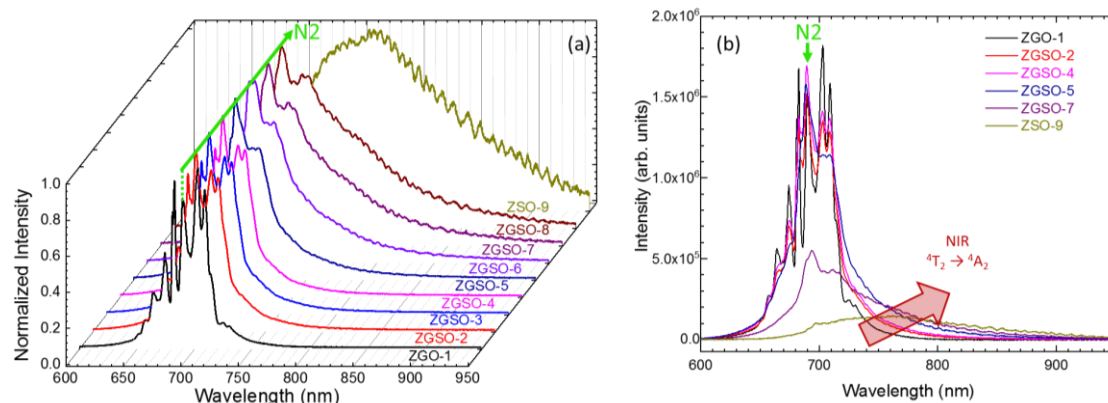 N2
(a)
Normalized Intensity
1.0
0.8
0.6
0.4
0.2
0.0
ZSO-9
ZGSO-8
ZGSO-7
ZGSO-6
ZGSO-5
ZGSO-4
ZGSO-3
ZGSO-2
ZGO-1
600 650 700 750 800 850 900 950
Wavelength (nm)
(b)
N2
Intensity (arb. units)
2.0x10⁶
1.5x10⁶
1.0x10⁶
5.0x10⁵
0.0
ZGO-1
ZGSO-2
ZGSO-4
ZGSO-5
ZGSO-7
ZSO-9
NIR
⁴T₂ → ⁴A₂
600 700 800 900
Wavelength (nm)